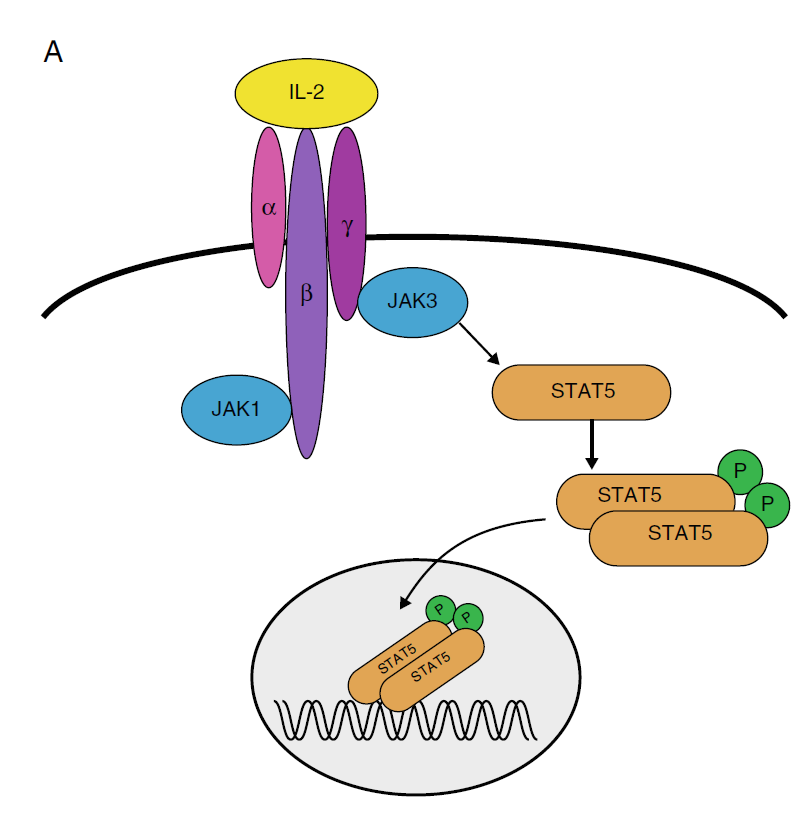 A
IL-2
α
γ
β
JAK3
JAK1
STAT5
P
STAT5
P
STAT5
P
P
STAT5
STAT5